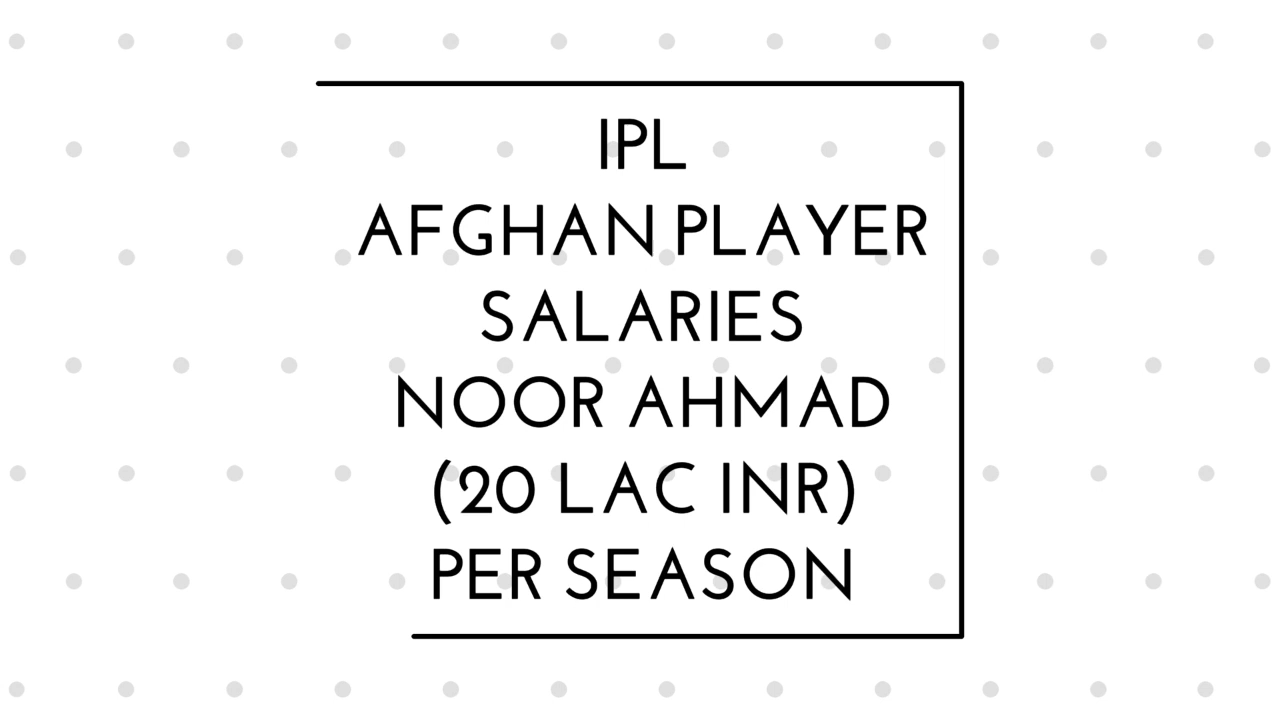 IPL
AFGHAN PLAYER
SALARIES
NOOR AHMAD
(20 LAC INR)
PER SEASON